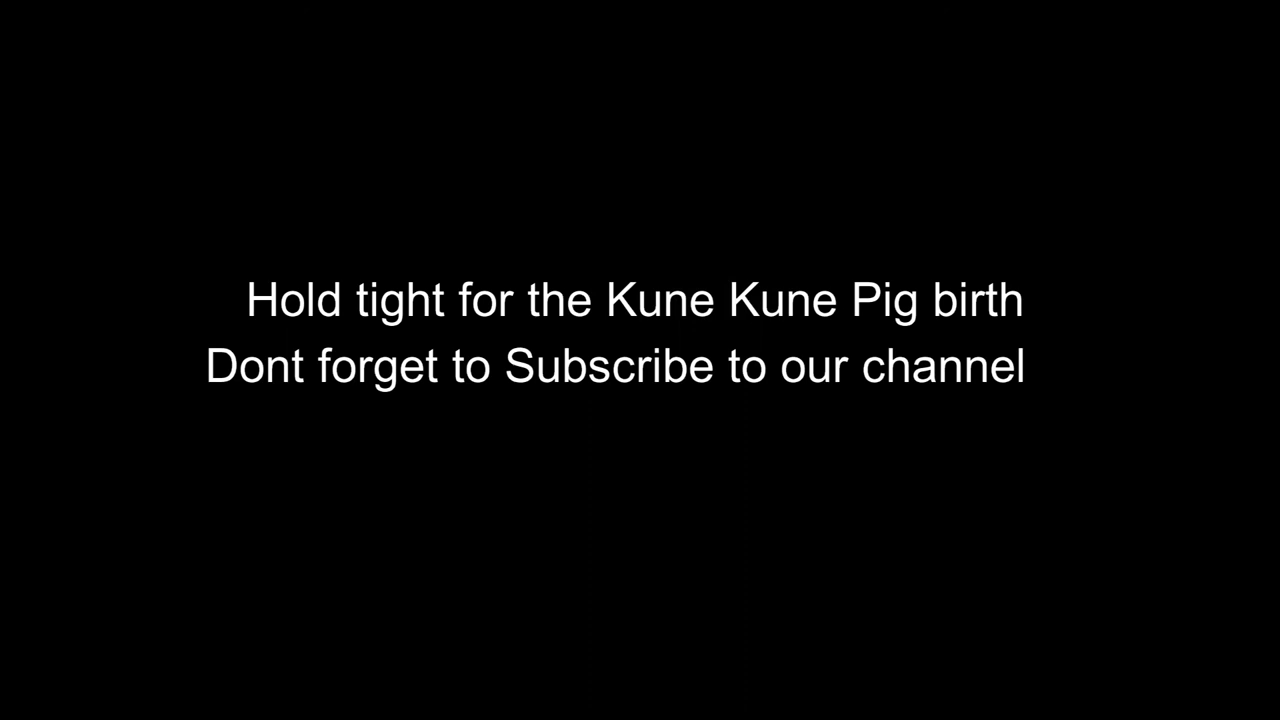 Hold tight for the Kune Kune Pig birth
Dont forget to Subscribe to our channel